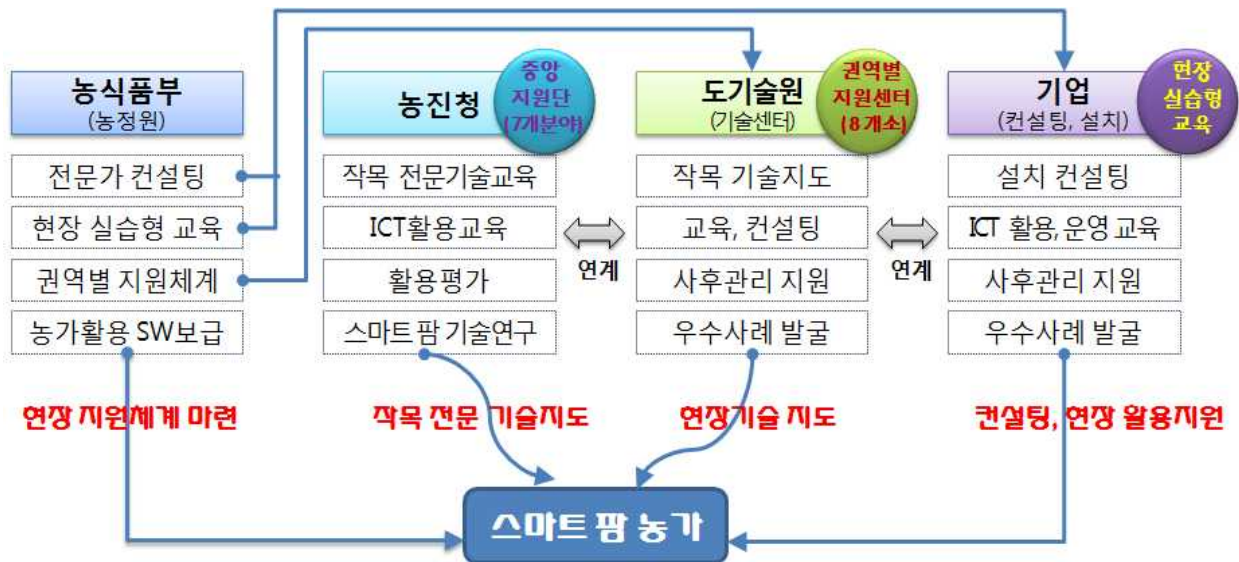 농식품부
(농정원)
전문가 컨설팅
현장 실습형 교육
권역별 지원체계
농가활용 SW보급
현장 지원체계 마련
농진청
중앙
지원단
(7개분야)
작목 전문기술교육
ICT활용교육
활용평가
스마트 팜 기술연구
작목 전문 기술지도
연계
도기술원
(기술센터)
권역별
지원센터
(8개소)
작목 기술지도
교육, 컨설팅
사후관리 지원
우수사례 발굴
현장기술 지도
연계
기업
(컨설팅, 설치)
현장
실습형
교육
설치 컨설팅
ICT 활용, 운영 교육
사후관리 지원
우수사례 발굴
컨설팅, 현장 활용지원
스마트 팜 농가